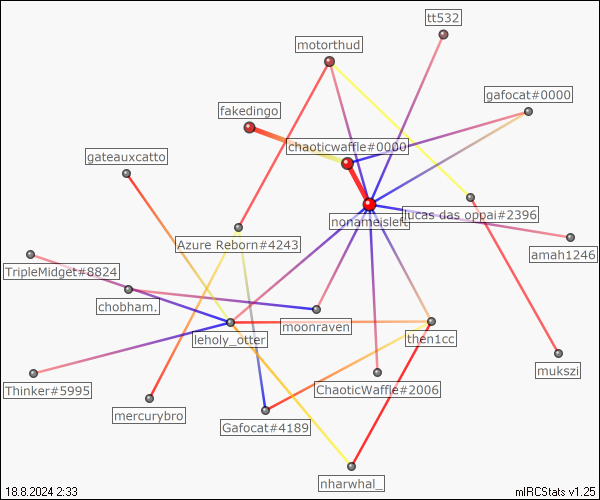 tt532
motorthud_
gafocat#0000
fakedingo
chaoticwaffle#0000
gateauxcatto
nonameisleft
lucas das oppai#2396
Azure Reborn#4243
amah1246
TripleMidget#8824
chobham.
moonraven
leholy_otter
then1cc
mukszi
Thinker#5995
ChaoticWaffle#2006
mercurybro
Gafocat#4189
nharwhal_
18.8.2024 2:33
mIRCStats v1.25